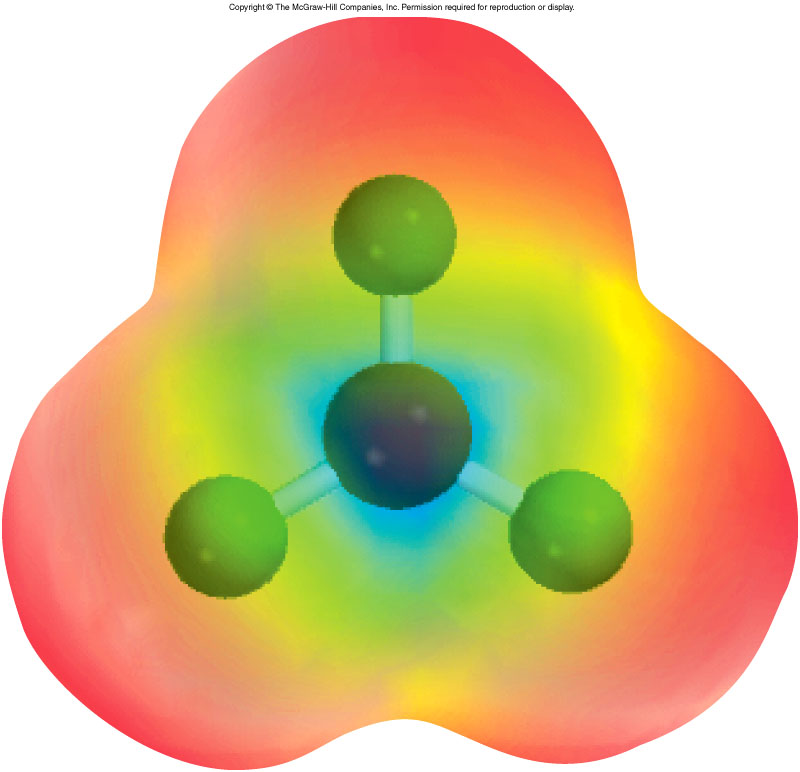 Copyright © The McGraw-Hill Companies, Inc. Permission required for reproduction or display.